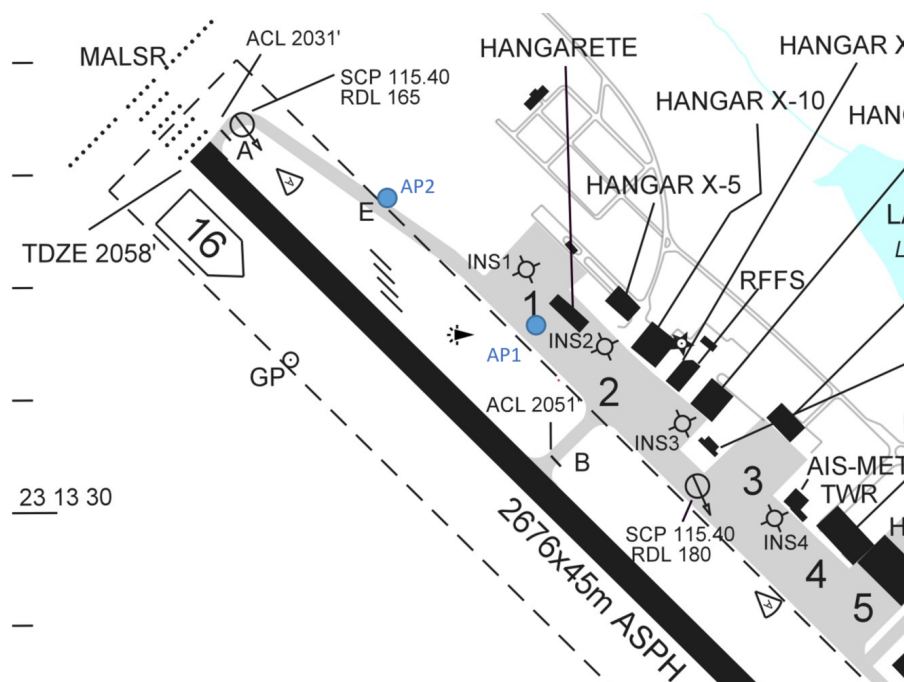 MALSR
ACL 2031'
SCP 115.40
RDL 165
HANGARETE
HANGAR X
HANGAR X-10
HANG
A
A
AP2
E
HANGAR X-5
LA
L
TDZE 2058'
16
INS1
RFFS
1
AP1
INS2
GP
2
ACL 2051'
INS3
B
3
AIS-MET
TWR
23 13 30
2676x45m ASPH
SCP 115.40
RDL 180
INS4
H
4
5
A